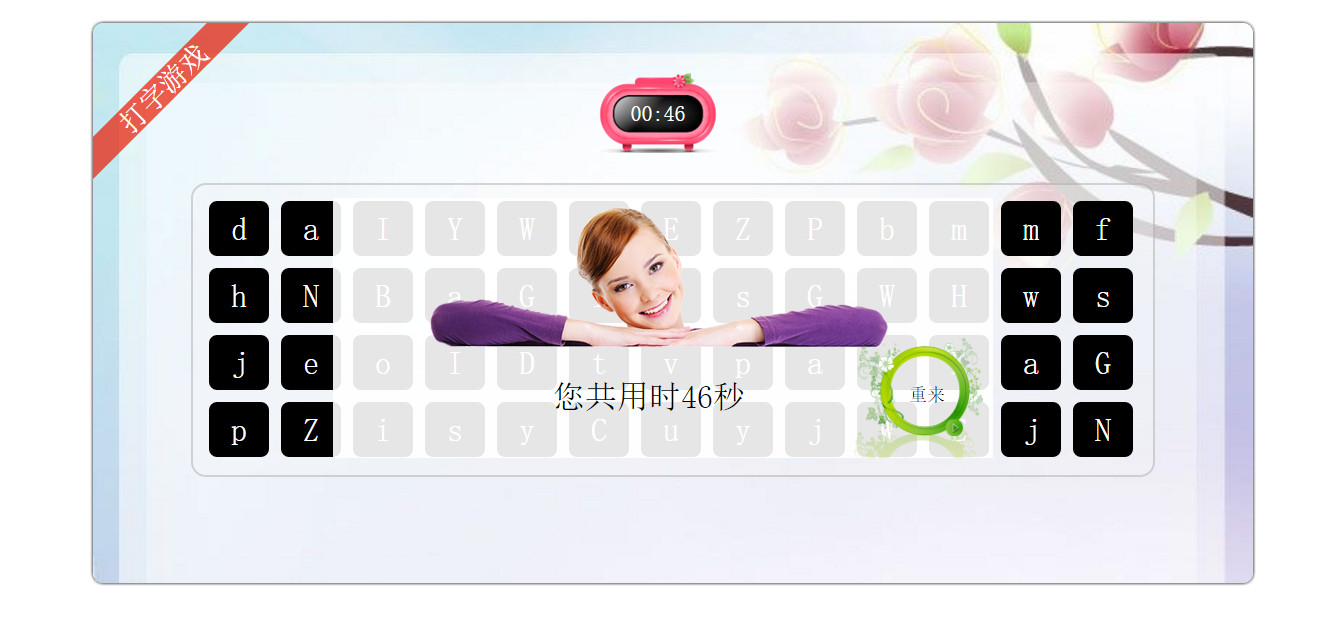 打字游戏
00:46
d a I Y W E Z P b m m f
h N B a G s G W H w s
j e o I D t v p a a G
p Z i s y C u y j j N
您共用时46秒
重来